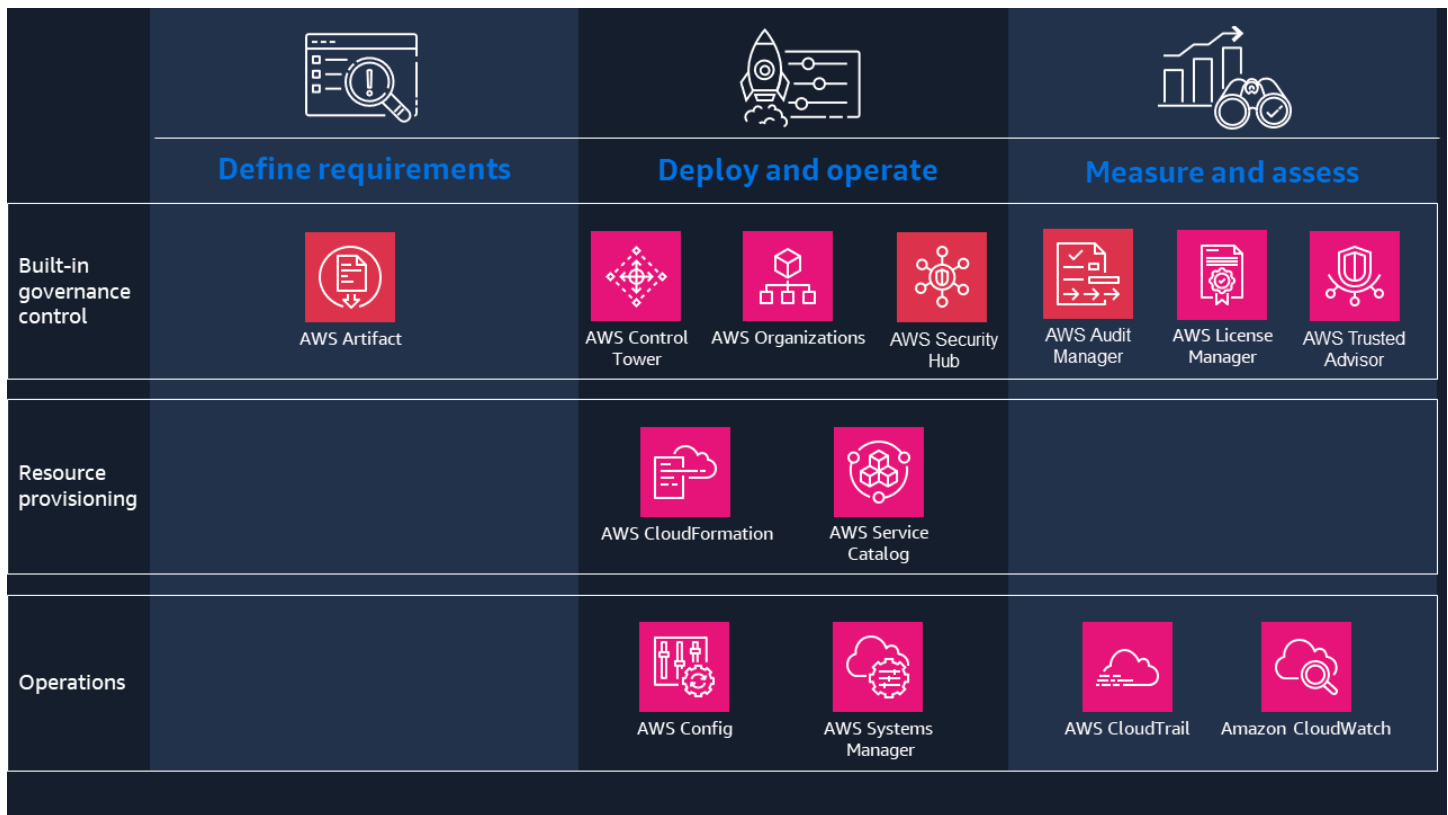 Define requirements
Deploy and operate
Measure and assess
Built-in
governance
control
AWS Artifact
AWS Control
Tower
AWS Organizations
AWS Security
Hub
AWS Audit
Manager
AWS License
Manager
AWS Trusted
Advisor
Resource
provisioning
AWS CloudFormation
AWS Service
Catalog
Operations
AWS Config
AWS Systems
Manager
AWS CloudTrail
Amazon CloudWatch